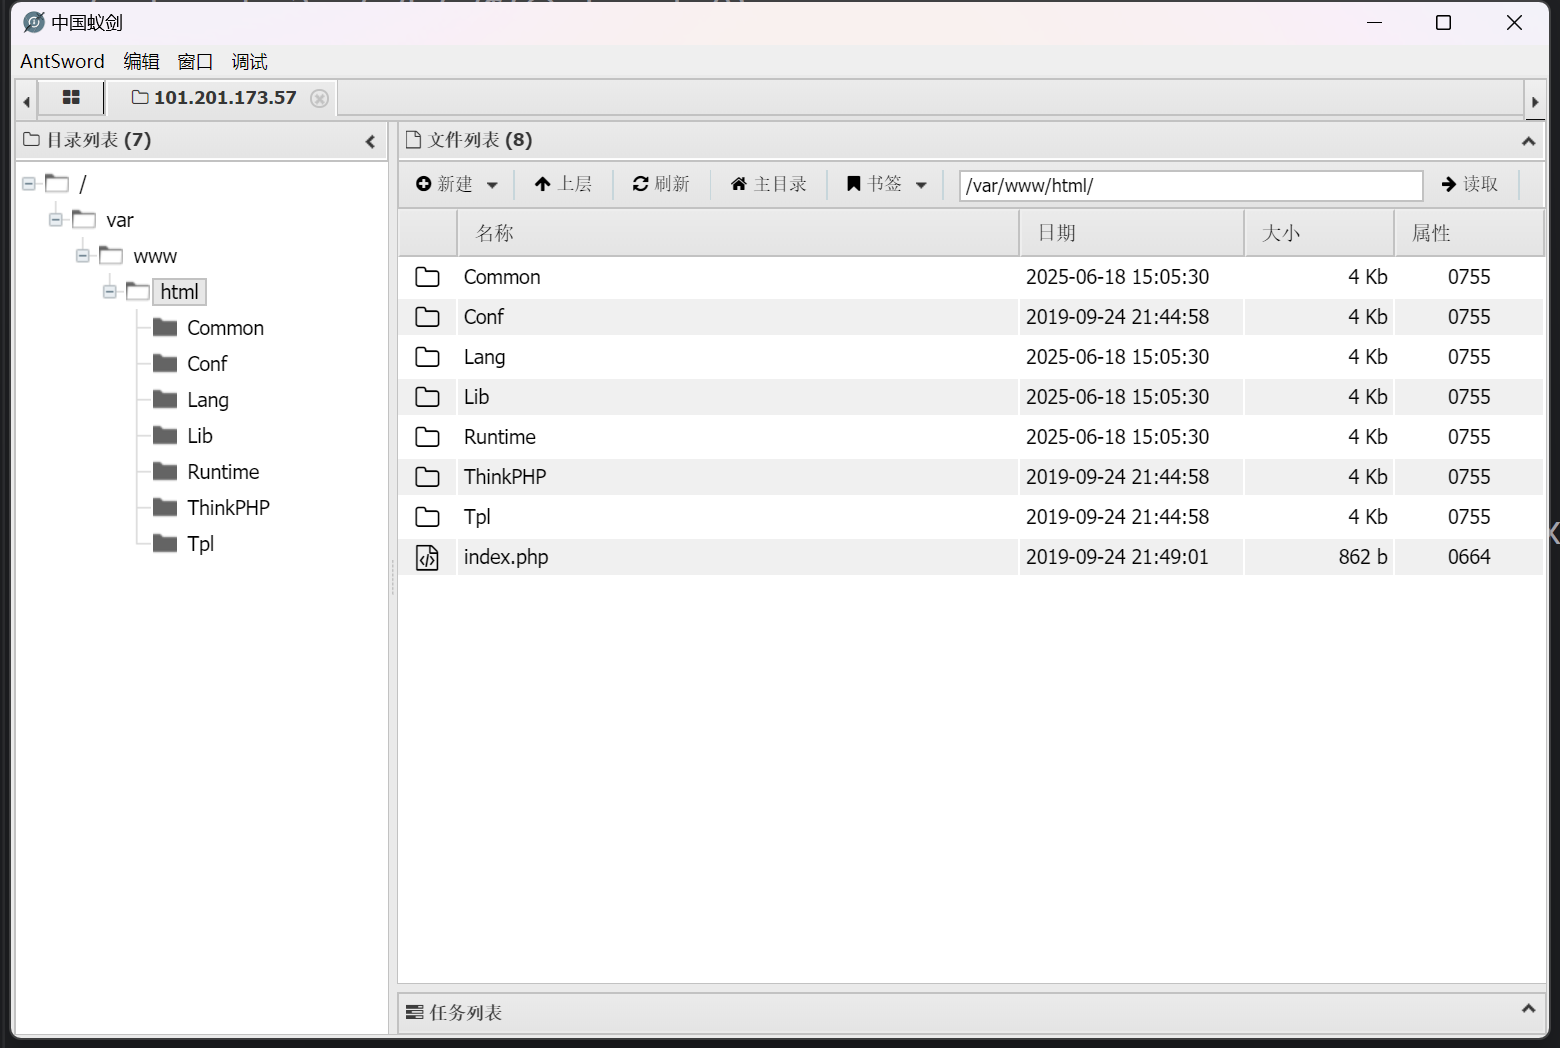 中国蚁剑
AntSword 编辑 窗口 调试
101.201.173.57
目录列表 (7)
/
var
www
html
Common
Conf
Lang
Lib
Runtime
ThinkPHP
Tpl
文件列表 (8)
新建 上层 刷新 主目录 书签 /var/www/html/ 读取
名称 日期 大小 属性
Common 2025-06-18 15:05:30 4 Kb 0755
Conf 2019-09-24 21:44:58 4 Kb 0755
Lang 2025-06-18 15:05:30 4 Kb 0755
Lib 2025-06-18 15:05:30 4 Kb 0755
Runtime 2025-06-18 15:05:30 4 Kb 0755
ThinkPHP 2019-09-24 21:44:58 4 Kb 0755
Tpl 2019-09-24 21:44:58 4 Kb 0755
index.php 2019-09-24 21:49:01 862 b 0664
任务列表